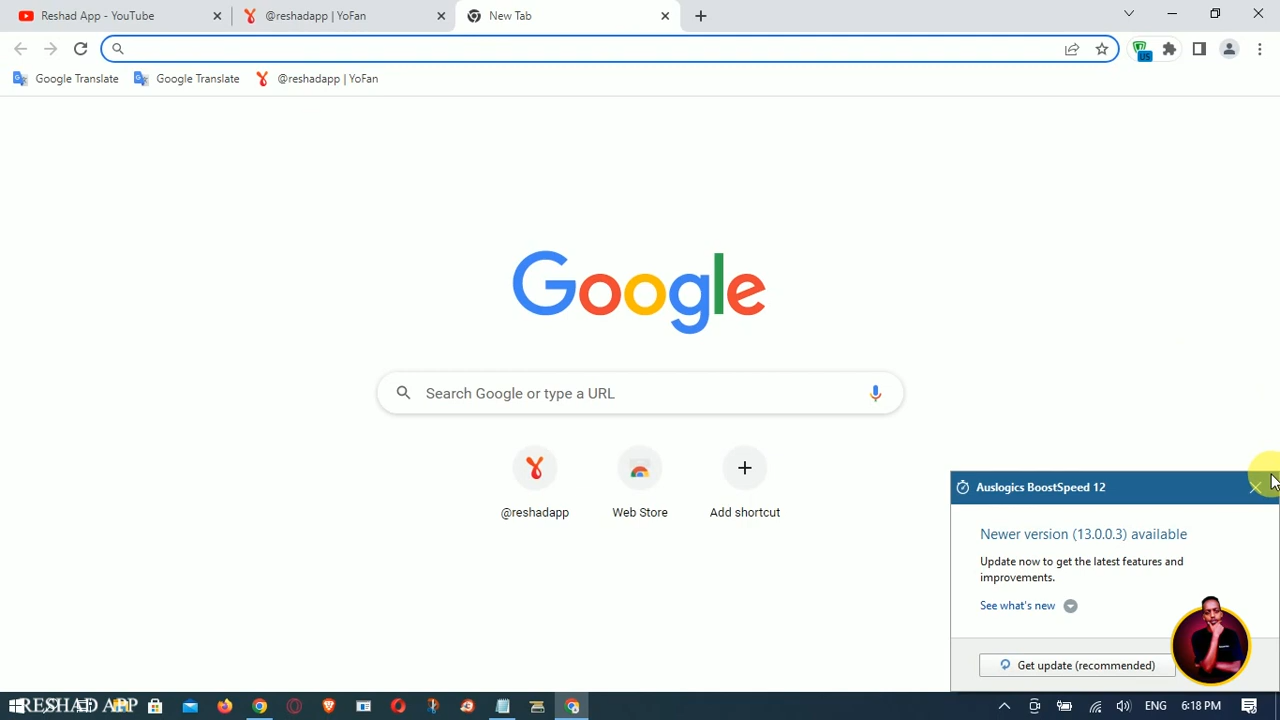 Reshad App - YouTube
@reshadapp | YoFan
New Tab
US
Google Translate
Google Translate
@reshadapp | YoFan
Google
Search Google or type a URL
@reshadapp
Web Store
Add shortcut
Auslogics BoostSpeed 12
Newer version (13.0.0.3) available
Update now to get the latest features and
improvements.
See what's new
Get update (recommended)
RESHAD APP
ENG
6:18 PM